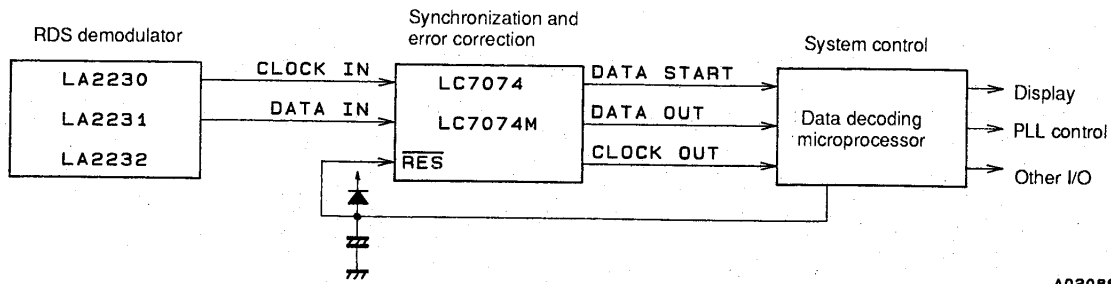 RDS demodulator
LA2230
LA2231
LA2232
CLOCK IN
DATA IN
Synchronization and
error correction
LC7074
LC7074M
RES
DATA START
DATA OUT
CLOCK OUT
System control
Data decoding
microprocessor
Display
PLL control
Other I/O